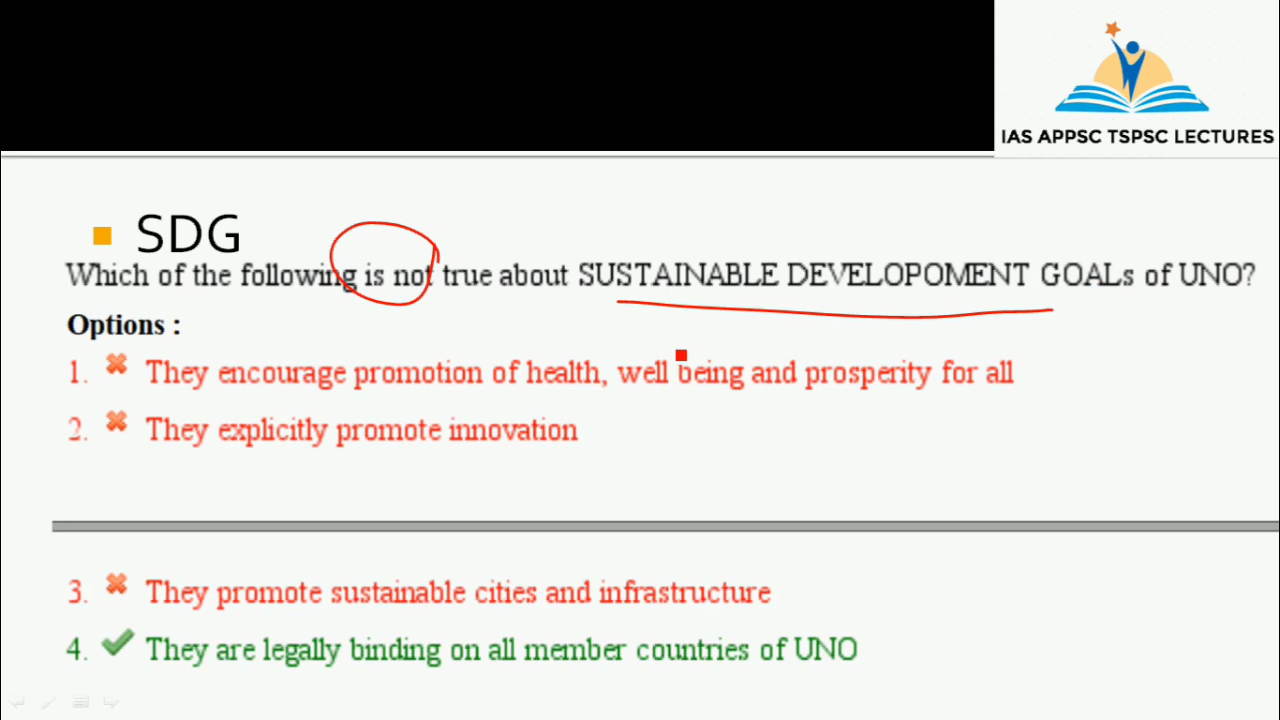 IAS APPSC TSPSC LECTURES
SDG
Which of the following is not true about SUSTAINABLE DEVELOPOMENT GOALs of UNO?
Options :
1. They encourage promotion of health, well being and prosperity for all
2. They explicitly promote innovation
3. They promote sustainable cities and infrastructure
4. They are legally binding on all member countries of UNO